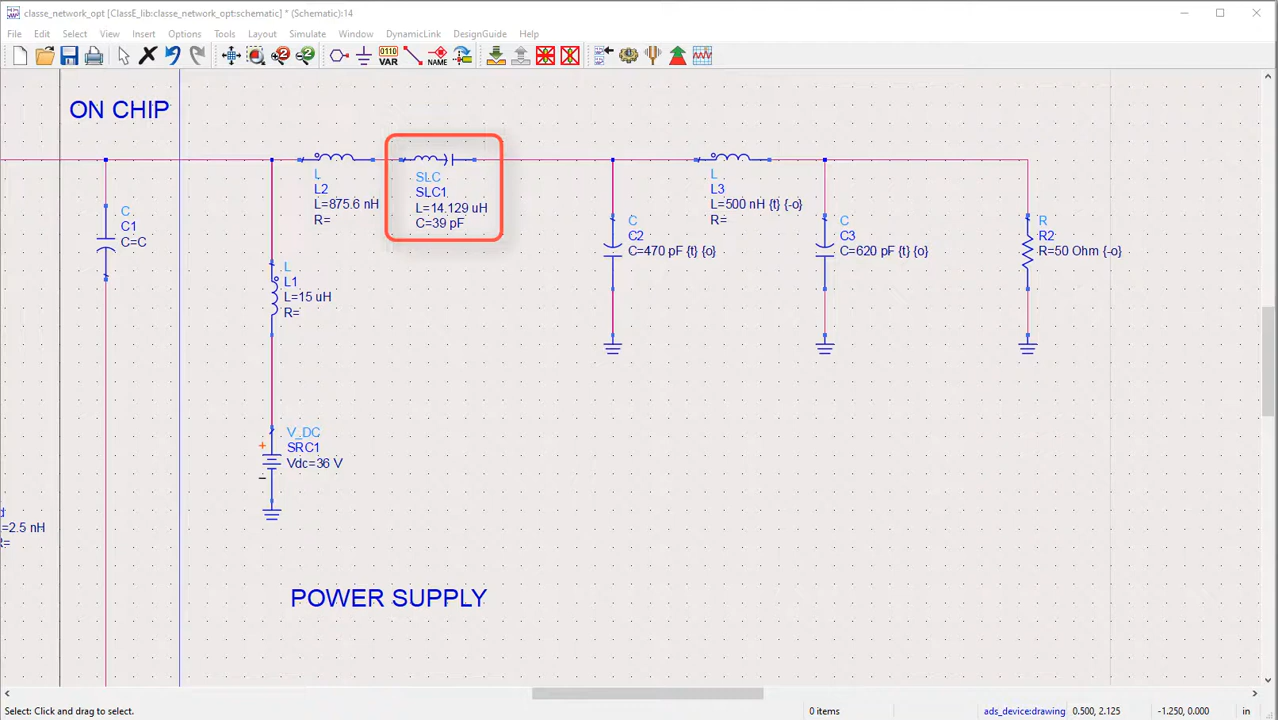 classe_network_opt [ClassE_lib:classe_network_opt:schematic] * (Schematic):14
File Edit Select View Insert Options Tools Layout Simulate Window DynamicLink DesignGuide Help
0110
VAR
NAME
ON CHIP
C
C1
C=C
L
L2
L=875.6 nH
R=
SLC
SLC1
L=14.129 uH
C=39 pF
L
L3
L=500 nH {t} {-o}
R=
C
C2
C=470 pF {t} {o}
C
C3
C=620 pF {t} {o}
R
R2
R=50 Ohm {-o}
L
L1
L=15 uH
R=
V_DC
SRC1
Vdc=36 V
=2.5 nH
R=
POWER SUPPLY
Select: Click and drag to select.
0 items
ads_device:drawing
0.500, 2.125
-1.250, 0.000
in